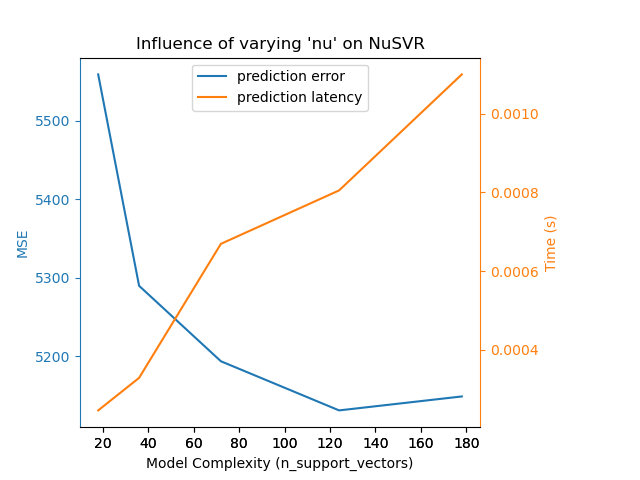 Influence of varying 'nu' on NuSVR
prediction error
prediction latency
5500
5400
5300
5200
MSE
0.0010
0.0008
0.0006
0.0004
Time (s)
20 40 60 80 100 120 140 160 180
Model Complexity (n_support_vectors)